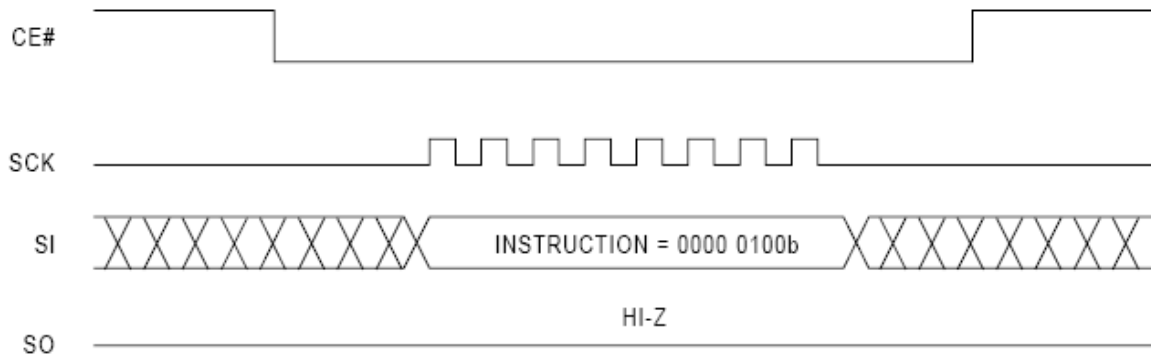 CE#
SCK
SI
INSTRUCTION = 0000 0100b
HI-Z
SO